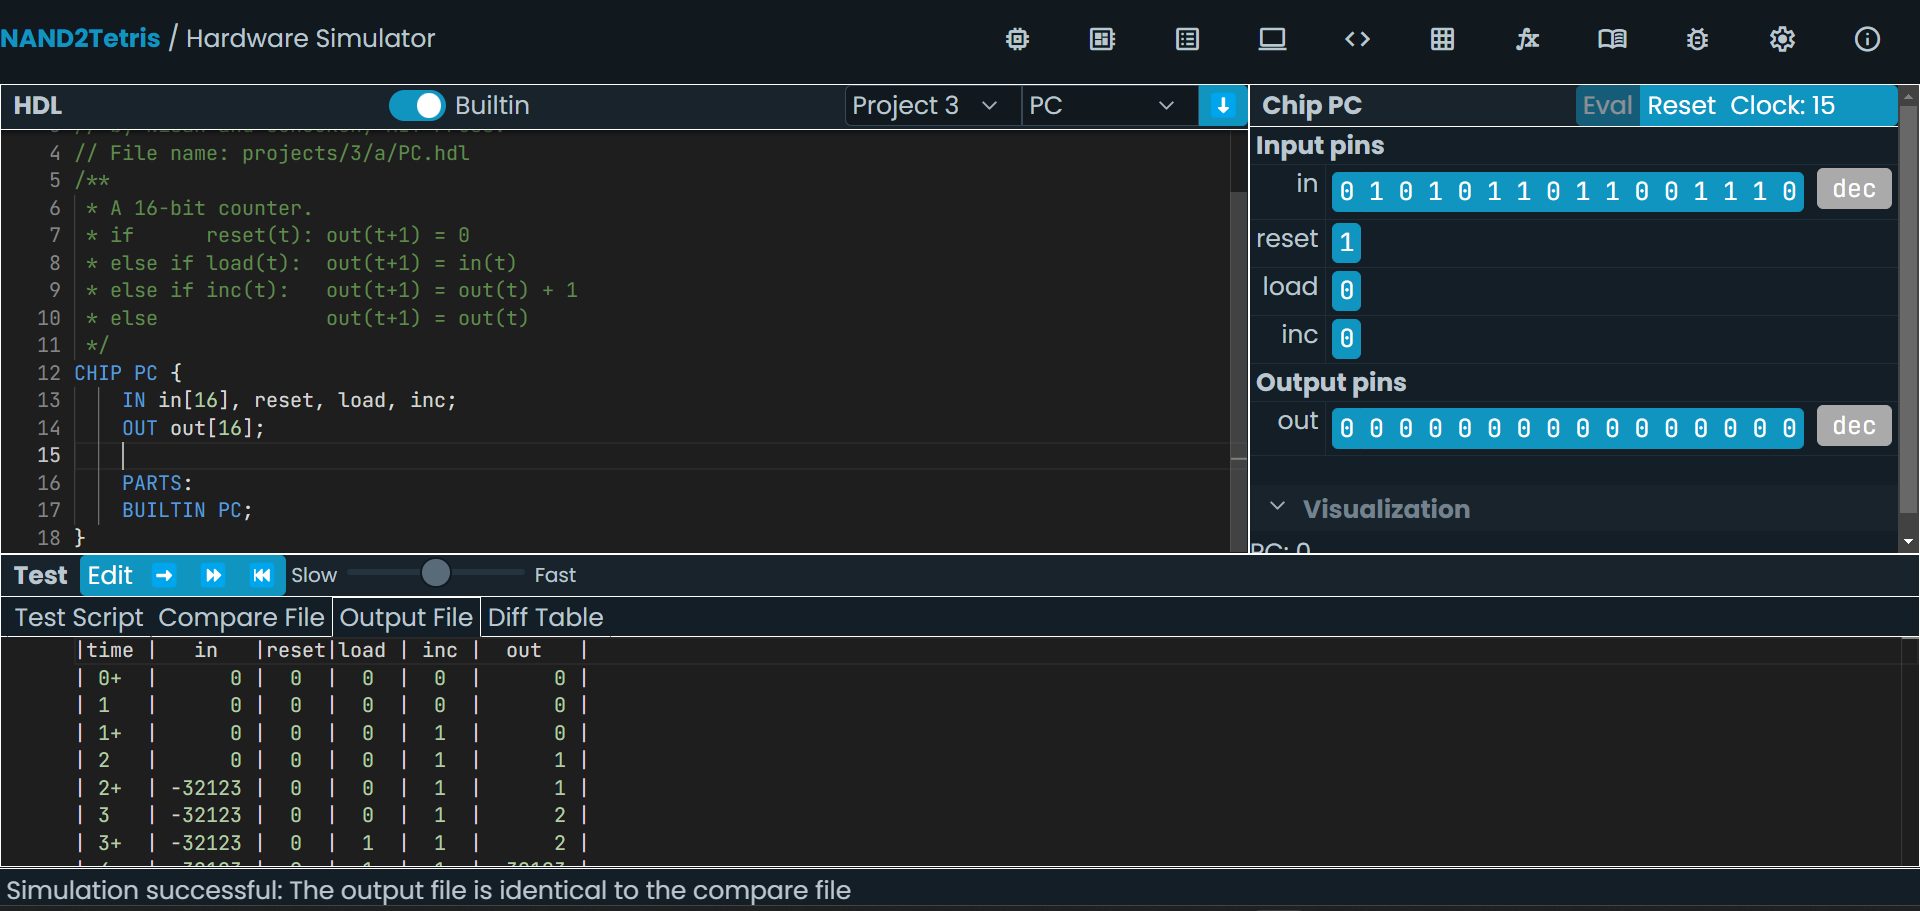 NAND2Tetris / Hardware Simulator
HDL Builtin Project 3 PC
4 // File name: projects/3/a/PC.hdl
5 /**
6 * A 16-bit counter.
7 * if      reset(t): out(t+1) = 0
8 * else if load(t):  out(t+1) = in(t)
9 * else if inc(t):   out(t+1) = out(t) + 1
10 * else              out(t+1) = out(t)
11 */
12 CHIP PC {
13 IN in[16], reset, load, inc;
14 OUT out[16];
15
16 PARTS:
17 BUILTIN PC;
18 }
Chip PC Eval Reset Clock: 15
Input pins
in 0 1 0 1 0 1 1 0 1 1 0 0 1 1 1 0 dec
reset 1
load 0
inc 0
Output pins
out 0 0 0 0 0 0 0 0 0 0 0 0 0 0 0 0 dec
Visualization
PC: 0
Test Edit Slow Fast
Test Script Compare File Output File Diff Table
|time |   in   |reset|load | inc |  out   |
| 0+  |      0 |  0  |  0  |  0  |      0 |
| 1   |      0 |  0  |  0  |  0  |      0 |
| 1+  |      0 |  0  |  0  |  1  |      0 |
| 2   |      0 |  0  |  0  |  1  |      1 |
| 2+  | -32123 |  0  |  0  |  1  |      1 |
| 3   | -32123 |  0  |  0  |  1  |      2 |
| 3+  | -32123 |  0  |  1  |  1  |      2 |
Simulation successful: The output file is identical to the compare file